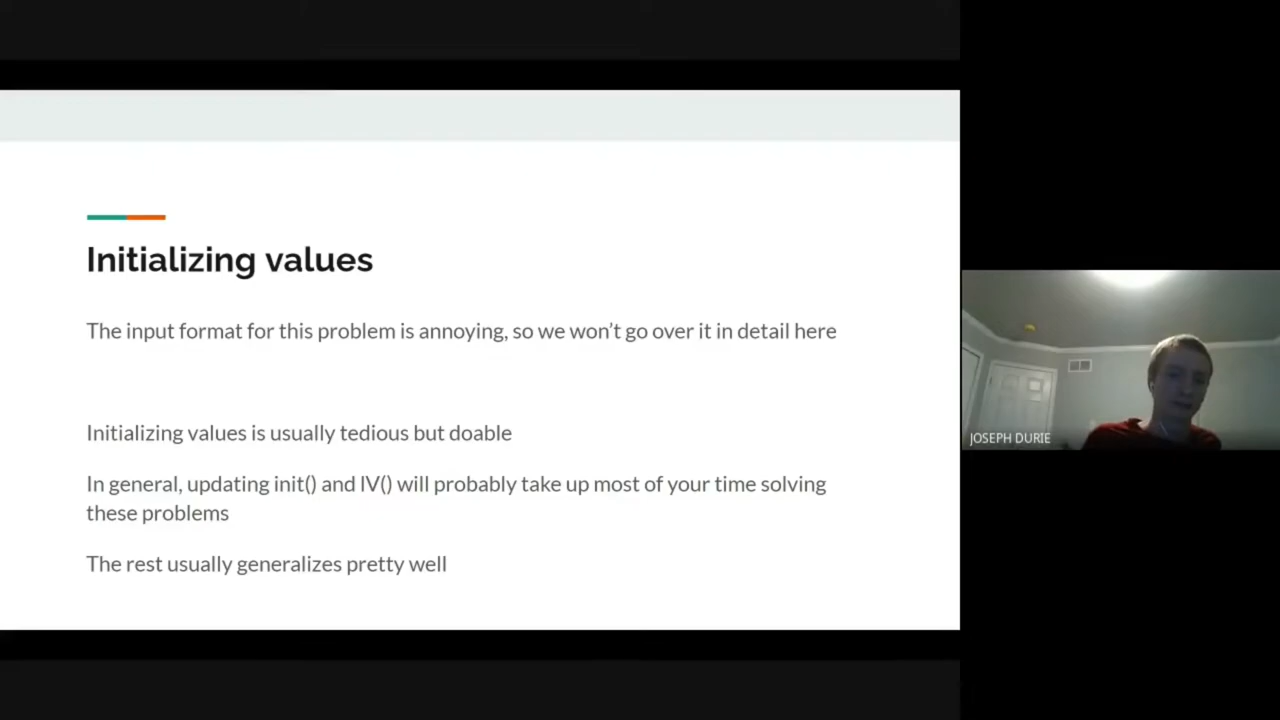 Initializing values
The input format for this problem is annoying, so we won't go over it in detail here
Initializing values is usually tedious but doable
In general, updating init() and IV() will probably take up most of your time solving
these problems
The rest usually generalizes pretty well
JOSEPH DURIE